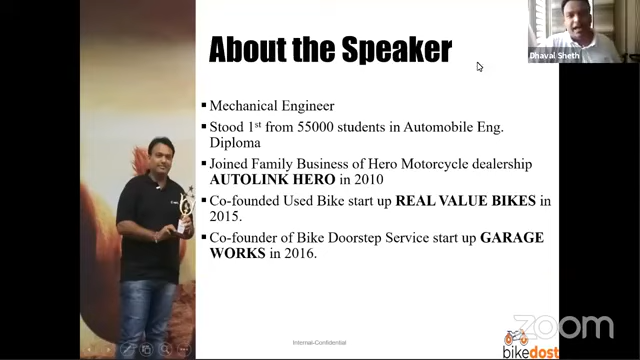 About the Speaker
Dhaval Sheth
▪ Mechanical Engineer
▪ Stood 1st from 55000 students in Automobile Eng.
Diploma
▪ Joined Family Business of Hero Motorcycle dealership
AUTOLINK HERO in 2010
▪ Co-founded Used Bike start up REAL VALUE BIKES in
2015.
▪ Co-founder of Bike Doorstep Service start up GARAGE
WORKS in 2016.
Internal-Confidential
zoom
bikedost